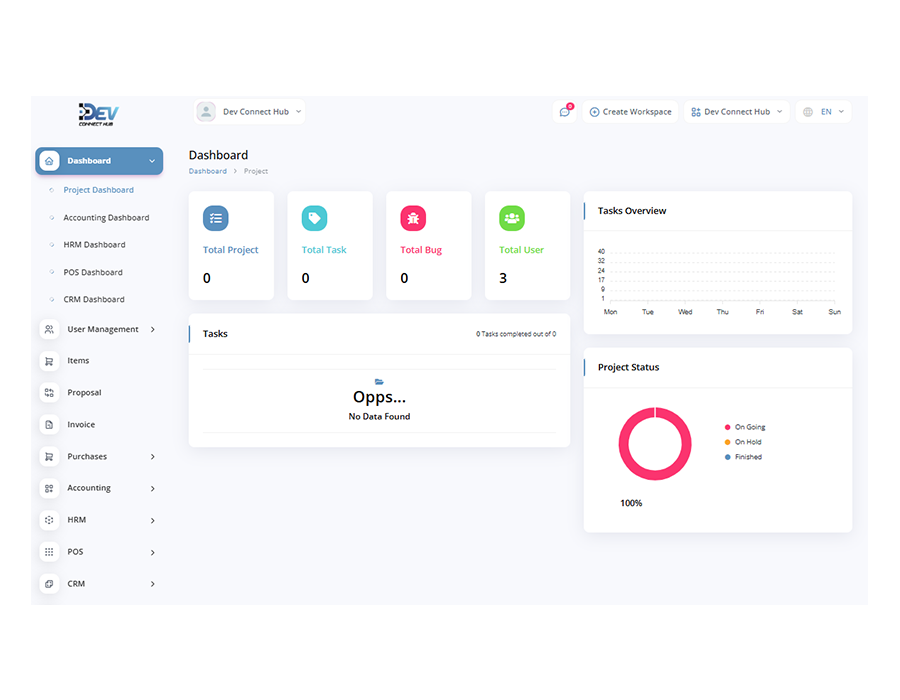 DEV
CONNECT HUB
Dev Connect Hub
0
Create Workspace
Dev Connect Hub
EN
Dashboard
Project Dashboard
Accounting Dashboard
HRM Dashboard
POS Dashboard
CRM Dashboard
User Management
Items
Proposal
Invoice
Purchases
Accounting
HRM
POS
CRM
Dashboard
Dashboard > Project
Total Project
0
Total Task
0
Total Bug
0
Total User
3
Tasks
0 Tasks completed out of 0
Opps...
No Data Found
Tasks Overview
40
32
24
17
9
1
Mon Tue Wed Thu Fri Sat Sun
Project Status
On Going
On Hold
Finished
100%